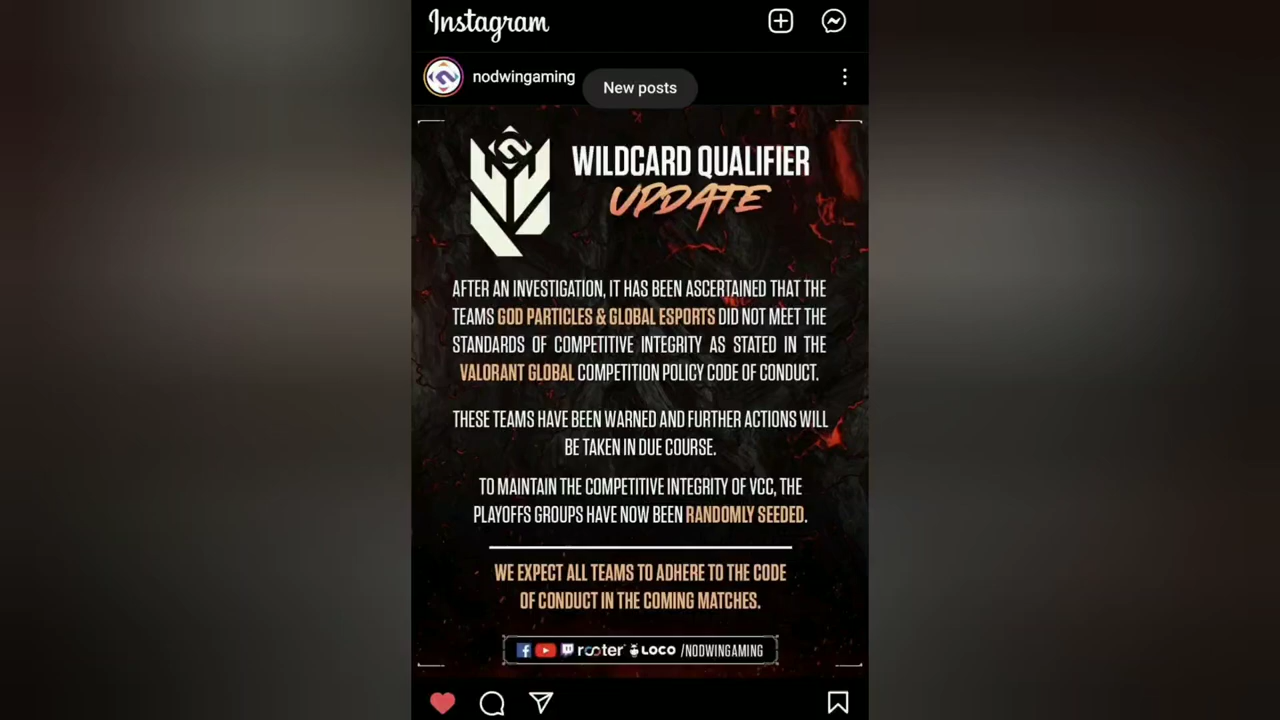 Instagram
nodwingaming
New posts
WILDCARD QUALIFIER
UPDATE
AFTER AN INVESTIGATION, IT HAS BEEN ASCERTAINED THAT THE
TEAMS GOD PARTICLES & GLOBAL ESPORTS DID NOT MEET THE
STANDARDS OF COMPETITIVE INTEGRITY AS STATED IN THE
VALORANT GLOBAL COMPETITION POLICY CODE OF CONDUCT.
THESE TEAMS HAVE BEEN WARNED AND FURTHER ACTIONS WILL
BE TAKEN IN DUE COURSE.
TO MAINTAIN THE COMPETITIVE INTEGRITY OF VCC, THE
PLAYOFFS GROUPS HAVE NOW BEEN RANDOMLY SEEDED.
WE EXPECT ALL TEAMS TO ADHERE TO THE CODE
OF CONDUCT IN THE COMING MATCHES.
rooter LOCO /NODWINGAMING